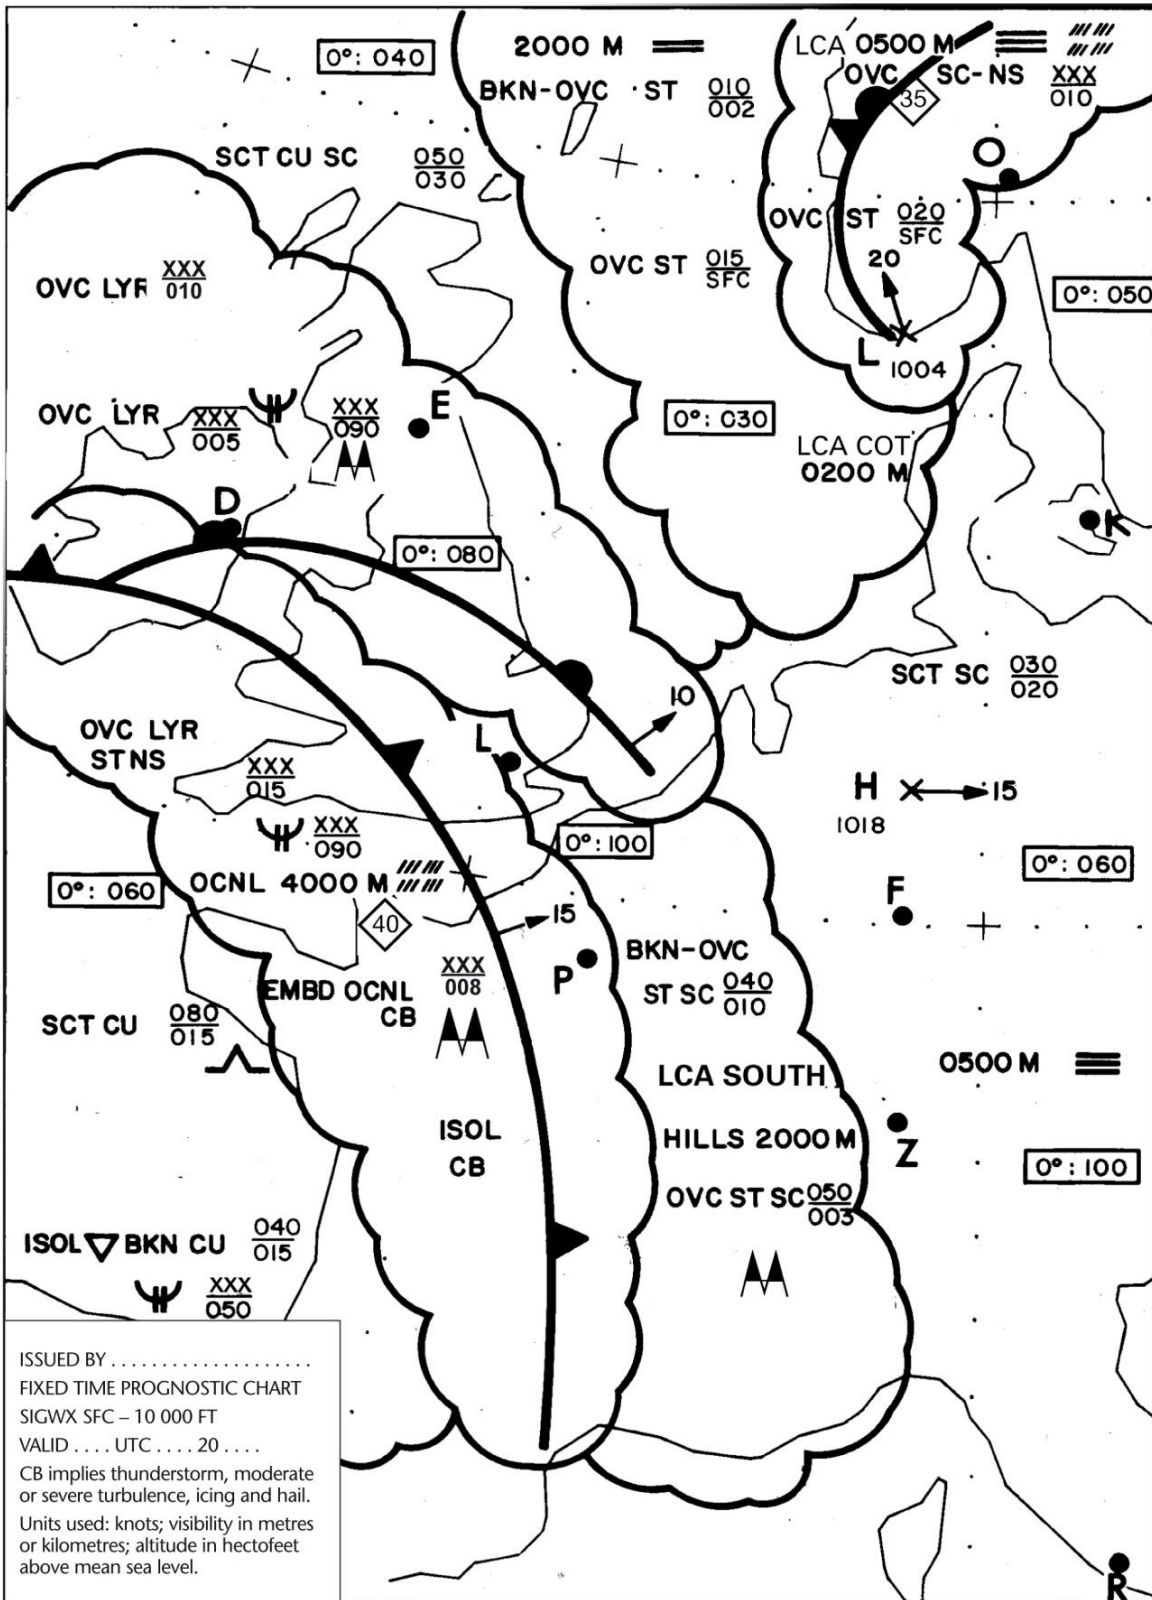 0°: 040
2000 M
BKN-OVC ST 010
002
LCA 0500 M
OVC SC-NS XXX
010
35
SCT CU SC 050
030
O
OVC ST 020
SFC
20
OVC ST 015
SFC
OVC LYR XXX
010
0°: 050
L 1004
OVC LYR XXX
005
XXX
090
E
0°: 030
LCA COT
0200 M
D
K
0°: 080
SCT SC 030
020
10
OVC LYR
ST NS
XXX
015
L
H
1018
15
XXX
090
0°: 100
0°: 060
0°: 060
OCNL 4000 M
40
15
F
P
BKN-OVC
ST SC 040
010
XXX
008
EMBD OCNL
CB
SCT CU 080
015
0500 M
LCA SOUTH
HILLS 2000 M
ISOL
CB
Z
0°: 100
OVC ST SC 050
003
ISOL BKN CU 040
015
XXX
050
ISSUED BY . . . . . . . . . . . . . . . . . . . .
FIXED TIME PROGNOSTIC CHART
SIGWX SFC – 10 000 FT
VALID . . . . UTC . . . . 20 . . . .
CB implies thunderstorm, moderate
or severe turbulence, icing and hail.
Units used: knots; visibility in metres
or kilometres; altitude in hectofeet
above mean sea level.
R